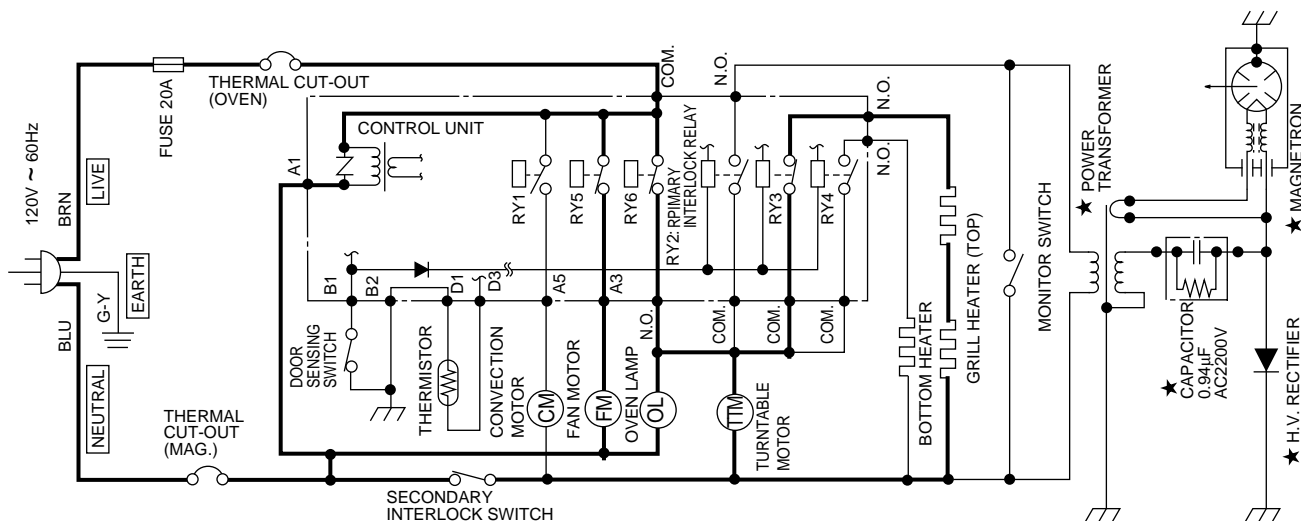 120V ~ 60Hz
LIVE
BRN
EARTH
G-Y
BLU
NEUTRAL
FUSE 20A
THERMAL CUT-OUT
(OVEN)
THERMAL
CUT-OUT
(MAG.)
SECONDARY
INTERLOCK SWITCH
CONTROL UNIT
A1
B1
B2
D1
D3
A5
A3
N.O.
COM.
COM.
COM.
COM.
N.O.
N.O.
N.O.
RY1
RY5
RY6
RY2: RPIMARY
INTERLOCK RELAY
RY3
RY4
DOOR
SENSING
SWITCH
THERMISTOR
CONVECTION
MOTOR
CM
FAN MOTOR
FM
OVEN LAMP
OL
TURNTABLE
MOTOR
TTM
BOTTOM HEATER
GRILL HEATER (TOP)
MONITOR SWITCH
★ POWER
TRANSFORMER
★ CAPACITOR
0.94µF
AC2200V
★ MAGNETRON
★ H.V. RECTIFIER